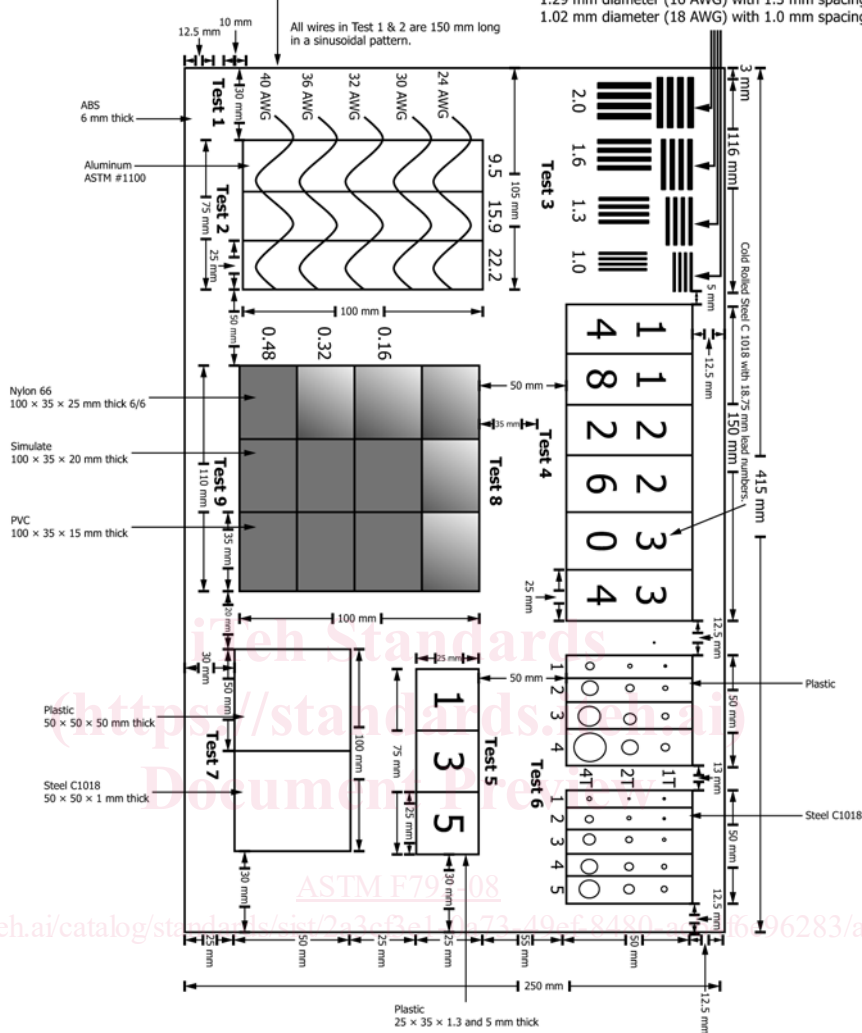 1.29 mm diameter (16 AWG) with 1.3 mm spacing
1.02 mm diameter (18 AWG) with 1.0 mm spacing
All wires in Test 1 & 2 are 150 mm long
in a sinusoidal pattern.
10 mm
12.5 mm
ABS
6 mm thick
Aluminum
ASTM #1100
Test 1
30 mm
40 AWG
36 AWG
32 AWG
30 AWG
24 AWG
Test 2
75 mm
25 mm
9.5
15.9
22.2
105 mm
Test 3
2.0
1.6
1.3
1.0
3 mm
116 mm
5 mm
12.5 mm
Cold Rolled Steel C 1018 with 18.75 mm lead numbers.
150 mm
415 mm
100 mm
50 mm
0.48
0.32
0.16
50 mm
35 mm
Test 4
1 4
1 8
2 2
2 6
3 0
3 4
25 mm
Nylon 66
100 × 35 × 25 mm thick 6/6
Simulate
100 × 35 × 20 mm thick
PVC
100 × 35 × 15 mm thick
110 mm
Test 9
35 mm
Test 8
20 mm
100 mm
30 mm
50 mm
Plastic
50 × 50 × 50 mm thick
Test 7
Steel C1018
50 × 50 × 1 mm thick
100 mm
30 mm
25 mm
50 mm
1
3
5
75 mm
25 mm
Test 5
30 mm
12.5 mm
1
2
3
4
Plastic
50 mm
Test 6
4T
2T
1T
13 mm
1
2
3
4
5
Steel C1018
50 mm
12.5 mm
25 mm
50 mm
25 mm
25 mm
55 mm
50 mm
12.5 mm
250 mm
Plastic
25 × 35 × 1.3 and 5 mm thick
iTeh Standards
(https://standards.iteh.ai)
Document Preview